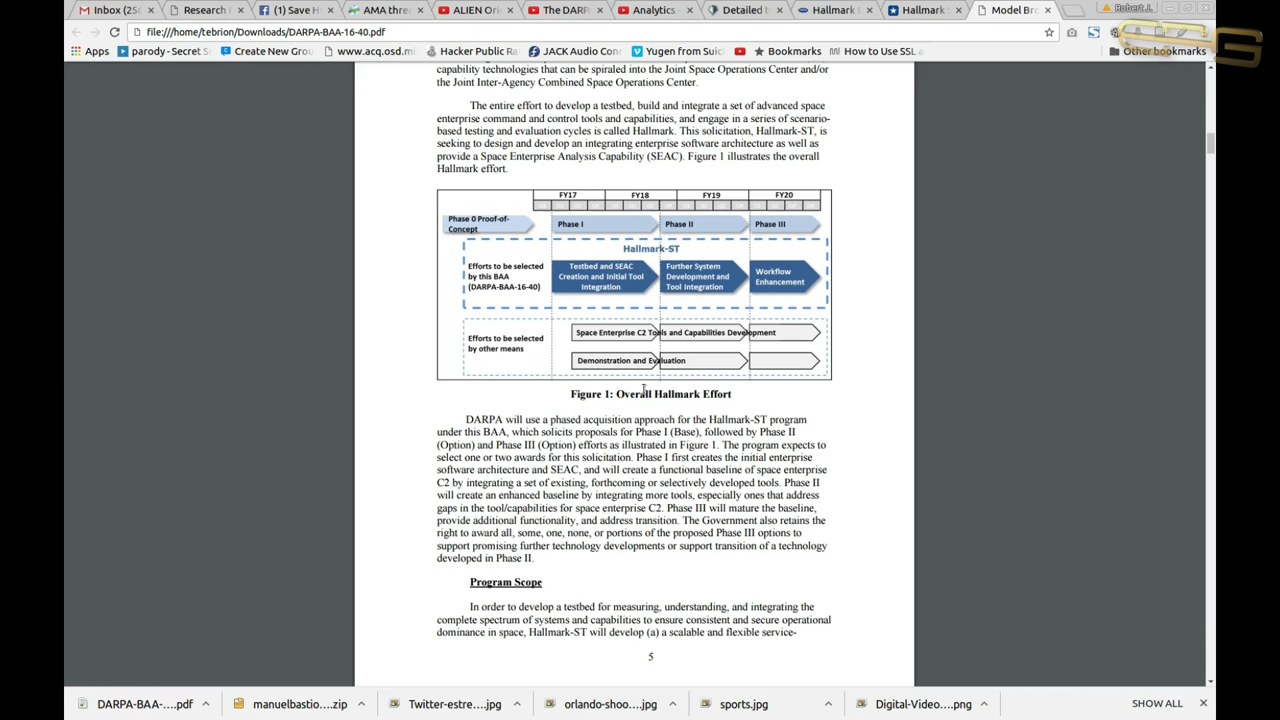 Inbox (25
Research
(1) Save H
AMA thre
ALIEN Ori
The DARP
Analytics
Detailed b
Hallmark
Hallmark
Model Bro
Robert J.
file:///home/tebrion/Downloads/DARPA-BAA-16-40.pdf
Apps
parody - Secret S
Create New Grou
www.acq.osd.mi
Hacker Public Ra
JACK Audio Conn
Yugen from Suic
Bookmarks
How to Use SSL a
Other bookmarks
capability technologies that can be spiraled into the Joint Space Operations Center and/or
the Joint Inter-Agency Combined Space Operations Center.
The entire effort to develop a testbed, build and integrate a set of advanced space
enterprise command and control tools and capabilities, and engage in a series of scenario-
based testing and evaluation cycles is called Hallmark. This solicitation, Hallmark-ST, is
seeking to design and develop an integrating enterprise software architecture as well as
provide a Space Enterprise Analysis Capability (SEAC). Figure 1 illustrates the overall
Hallmark effort.
FY17 FY18 FY19 FY20
Phase 0 Proof-of-
Concept
Phase I
Phase II
Phase III
Hallmark-ST
Efforts to be selected
by this BAA
(DARPA-BAA-16-40)
Testbed and SEAC
Creation and Initial Tool
Integration
Further System
Development and
Tool Integration
Workflow
Enhancement
Efforts to be selected
by other means
Space Enterprise C2 Tools and Capabilities Development
Demonstration and Evaluation
Figure 1: Overall Hallmark Effort
DARPA will use a phased acquisition approach for the Hallmark-ST program
under this BAA, which solicits proposals for Phase I (Base), followed by Phase II
(Option) and Phase III (Option) efforts as illustrated in Figure 1. The program expects to
select one or two awards for this solicitation. Phase I first creates the initial enterprise
software architecture and SEAC, and will create a functional baseline of space enterprise
C2 by integrating a set of existing, forthcoming or selectively developed tools. Phase II
will create an enhanced baseline by integrating more tools, especially ones that address
gaps in the tool/capabilities for space enterprise C2. Phase III will mature the baseline,
provide additional functionality, and address transition. The Government also retains the
right to award all, some, one, none, or portions of the proposed Phase III options to
support promising further technology developments or support transition of a technology
developed in Phase II.
Program Scope
In order to develop a testbed for measuring, understanding, and integrating the
complete spectrum of systems and capabilities to ensure consistent and secure operational
dominance in space, Hallmark-ST will develop (a) a scalable and flexible service-
5
DARPA-BAA-....pdf
manuelbastio....zip
Twitter-estre....jpg
orlando-shoo....jpg
sports.jpg
Digital-Video....png
SHOW ALL